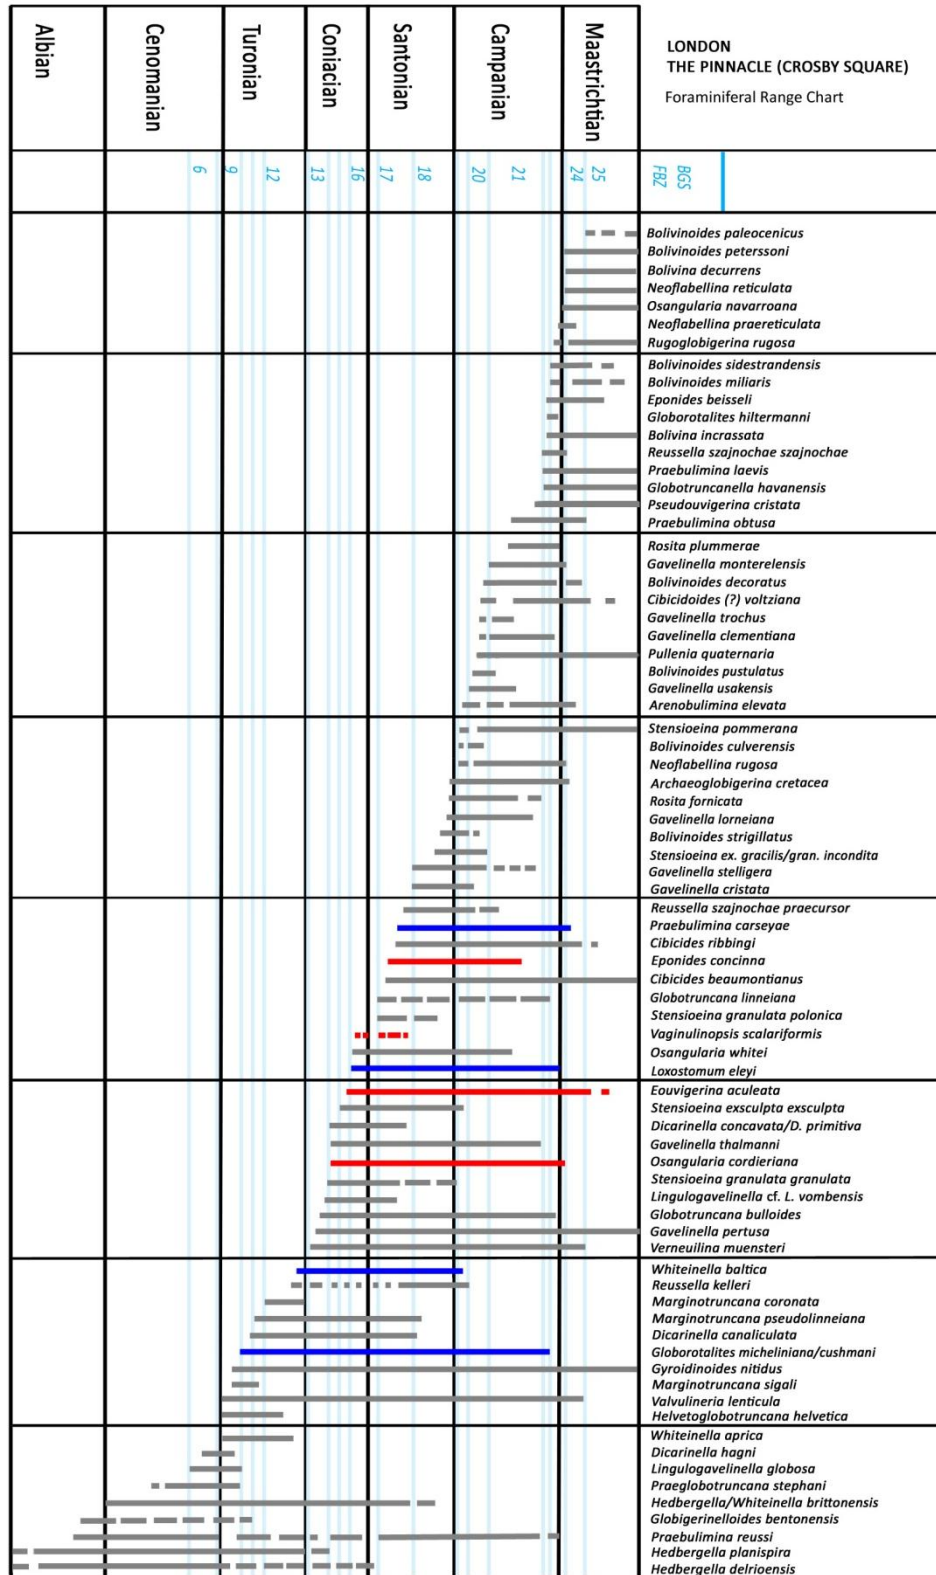 Albian
Cenomanian
Turonian
Coniacian
Santonian
Campanian
Maastrichtian
LONDON
THE PINNACLE (CROSBY SQUARE)
Foraminiferal Range Chart
6
9
12
13
16
17
18
20
21
24
25
BGS
FBZ
Bolivinoides paleocenicus
Bolivinoides peterssoni
Bolivina decurrens
Neoflabellina reticulata
Osangularia navarroana
Neoflabellina praereticulata
Rugoglobigerina rugosa
Bolivinoides sidestrandensis
Bolivinoides miliaris
Eponides beisseli
Globorotalites hiltermanni
Bolivina incrassata
Reussella szajnochae szajnochae
Praebulimina laevis
Globotruncanella havanensis
Pseudouvigerina cristata
Praebulimina obtusa
Rosita plummerae
Gavelinella monterelensis
Bolivinoides decoratus
Cibicidoides (?) voltziana
Gavelinella trochus
Gavelinella clementiana
Pullenia quaternaria
Bolivinoides pustulatus
Gavelinella usakensis
Arenobulimina elevata
Stensioeina pommerana
Bolivinoides culverensis
Neoflabellina rugosa
Archaeoglobigerina cretacea
Rosita fornicata
Gavelinella lorneiana
Bolivinoides strigillatus
Stensioeina ex. gracilis/gran. incondita
Gavelinella stelligera
Gavelinella cristata
Reussella szajnochae praecursor
Praebulimina carseyae
Cibicides ribbingi
Eponides concinna
Cibicides beaumontianus
Globotruncana linneiana
Stensioeina granulata polonica
Vaginulinopsis scalariformis
Osangularia whitei
Loxostomum eleyi
Eouvigerina aculeata
Stensioeina exsculpta exsculpta
Dicarinella concavata/D. primitiva
Gavelinella thalmanni
Osangularia cordieriana
Stensioeina granulata granulata
Lingulogavelinella cf. L. vombensis
Globotruncana bulloides
Gavelinella pertusa
Verneuilina muensteri
Whiteinella baltica
Reussella kelleri
Marginotruncana coronata
Marginotruncana pseudolinneiana
Dicarinella canaliculata
Globorotalites micheliniana/cushmani
Gyroidinoides nitidus
Marginotruncana sigali
Valvulineria lenticula
Helvetoglobotruncana helvetica
Whiteinella aprica
Dicarinella hagni
Lingulogavelinella globosa
Praeglobotruncana stephani
Hedbergella/Whiteinella brittonensis
Globigerinelloides bentonensis
Praebulimina reussi
Hedbergella planispira
Hedbergella delrioensis